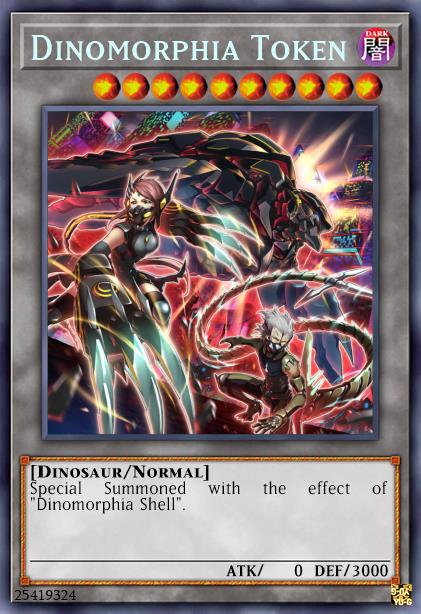 DINOMORPHIA TOKEN
DARK
闇
[DINOSAUR/NORMAL]
Special Summoned with the effect of
"Dinomorphia Shell".
ATK/ 0 DEF/3000
25419324